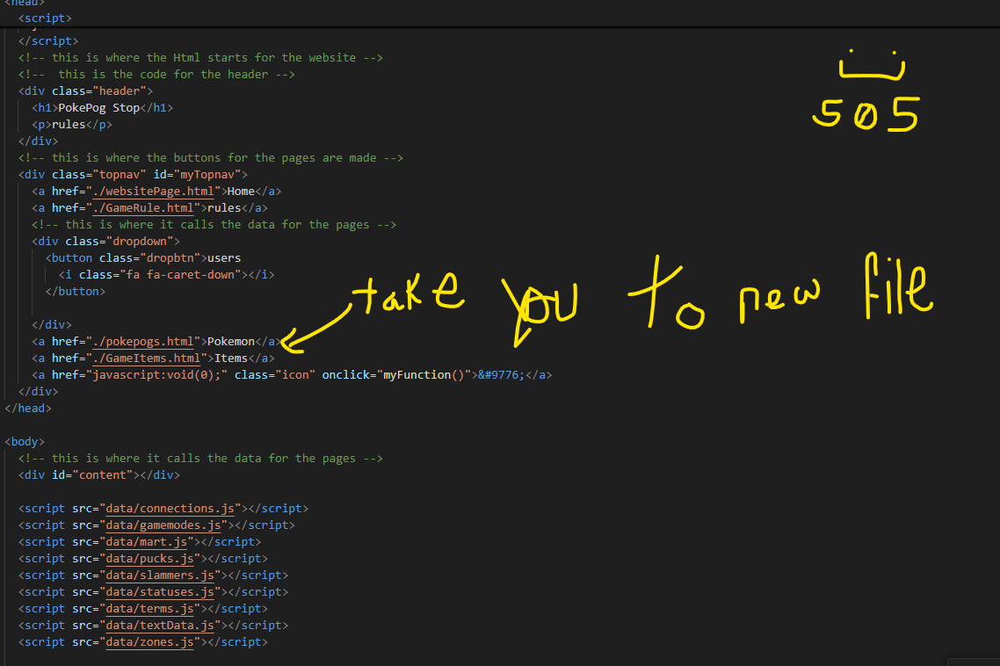 <head>
<script>
</script>
<!-- this is where the Html starts for the website -->
<!--  this is the code for the header -->
<div class="header">
<h1>PokePog Stop</h1>
<p>rules</p>
</div>
<!-- this is where the buttons for the pages are made -->
<div class="topnav" id="myTopnav">
<a href="./websitePage.html">Home</a>
<a href="./GameRule.html">rules</a>
<!-- this is where it calls the data for the pages -->
<div class="dropdown">
<button class="dropbtn">users
<i class="fa fa-caret-down"></i>
</button>
</div>
<a href="./pokepogs.html">Pokemon</a>
<a href="./GameItems.html">Items</a>
<a href="javascript:void(0);" class="icon" onclick="myFunction()">&#9776;</a>
</div>
</head>
<body>
<!-- this is where it calls the data for the pages -->
<div id="content"></div>
<script src="data/connections.js"></script>
<script src="data/gamemodes.js"></script>
<script src="data/mart.js"></script>
<script src="data/pucks.js"></script>
<script src="data/slammers.js"></script>
<script src="data/statuses.js"></script>
<script src="data/terms.js"></script>
<script src="data/textData.js"></script>
<script src="data/zones.js"></script>
505
take you to new file